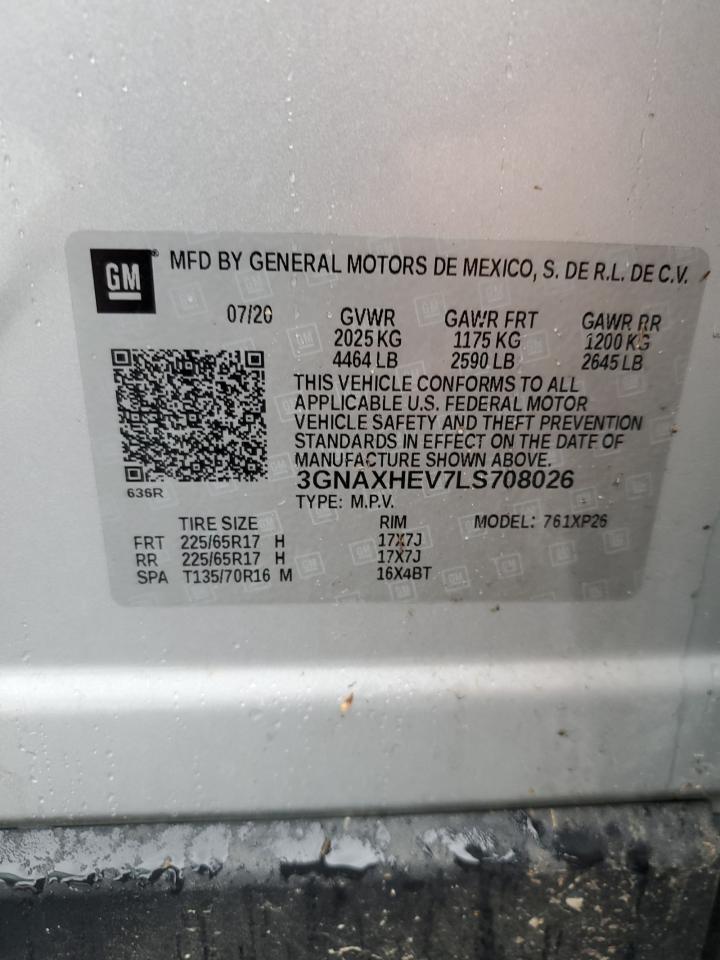 GM ® MFD BY GENERAL MOTORS DE MEXICO, S. DE R.L. DE C.V.
07/20 GVWR GAWR FRT GAWR RR
2025 KG 1175 KG 1200 KG
4464 LB 2590 LB 2645 LB
THIS VEHICLE CONFORMS TO ALL
APPLICABLE U.S. FEDERAL MOTOR
VEHICLE SAFETY AND THEFT PREVENTION
STANDARDS IN EFFECT ON THE DATE OF
MANUFACTURE SHOWN ABOVE.
636R 3GNAXHEV7LS708026
TYPE: M.P.V.
TIRE SIZE RIM MODEL: 761XP26
FRT 225/65R17 H 17X7J
RR 225/65R17 H 17X7J
SPA T135/70R16 M 16X4BT